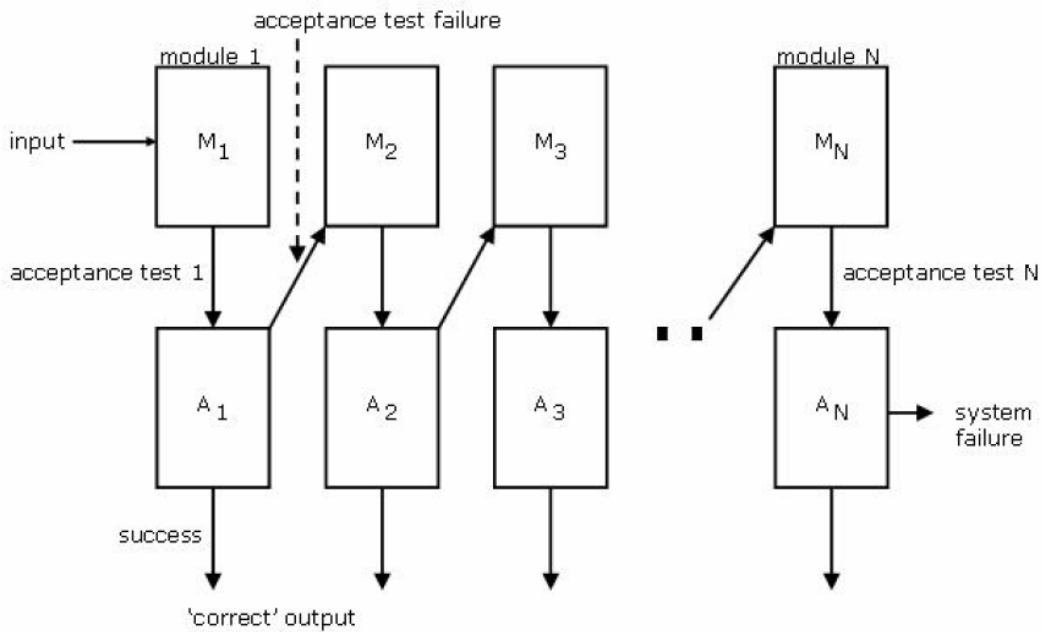 acceptance test failure
module 1
module N
input
M1
M2
M3
MN
acceptance test 1
acceptance test N
A1
A2
A3
AN
system
failure
success
‘correct’ output